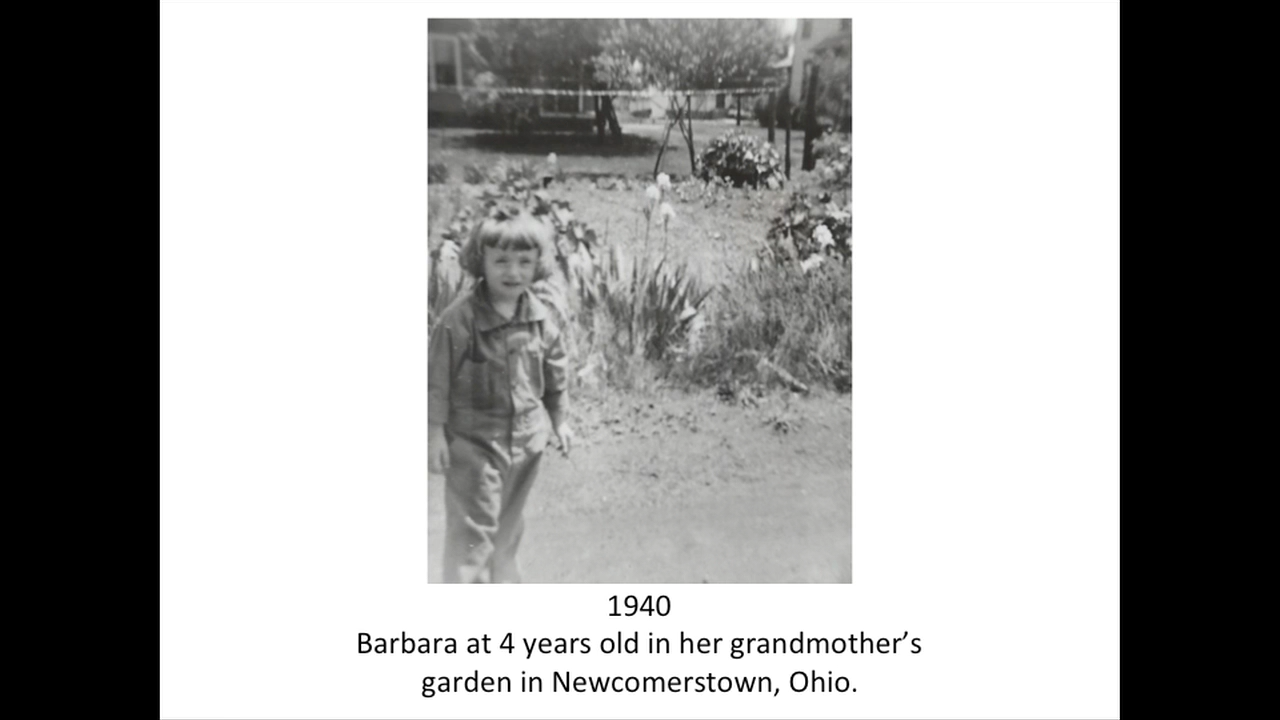 1940
Barbara at 4 years old in her grandmother’s
garden in Newcomerstown, Ohio.